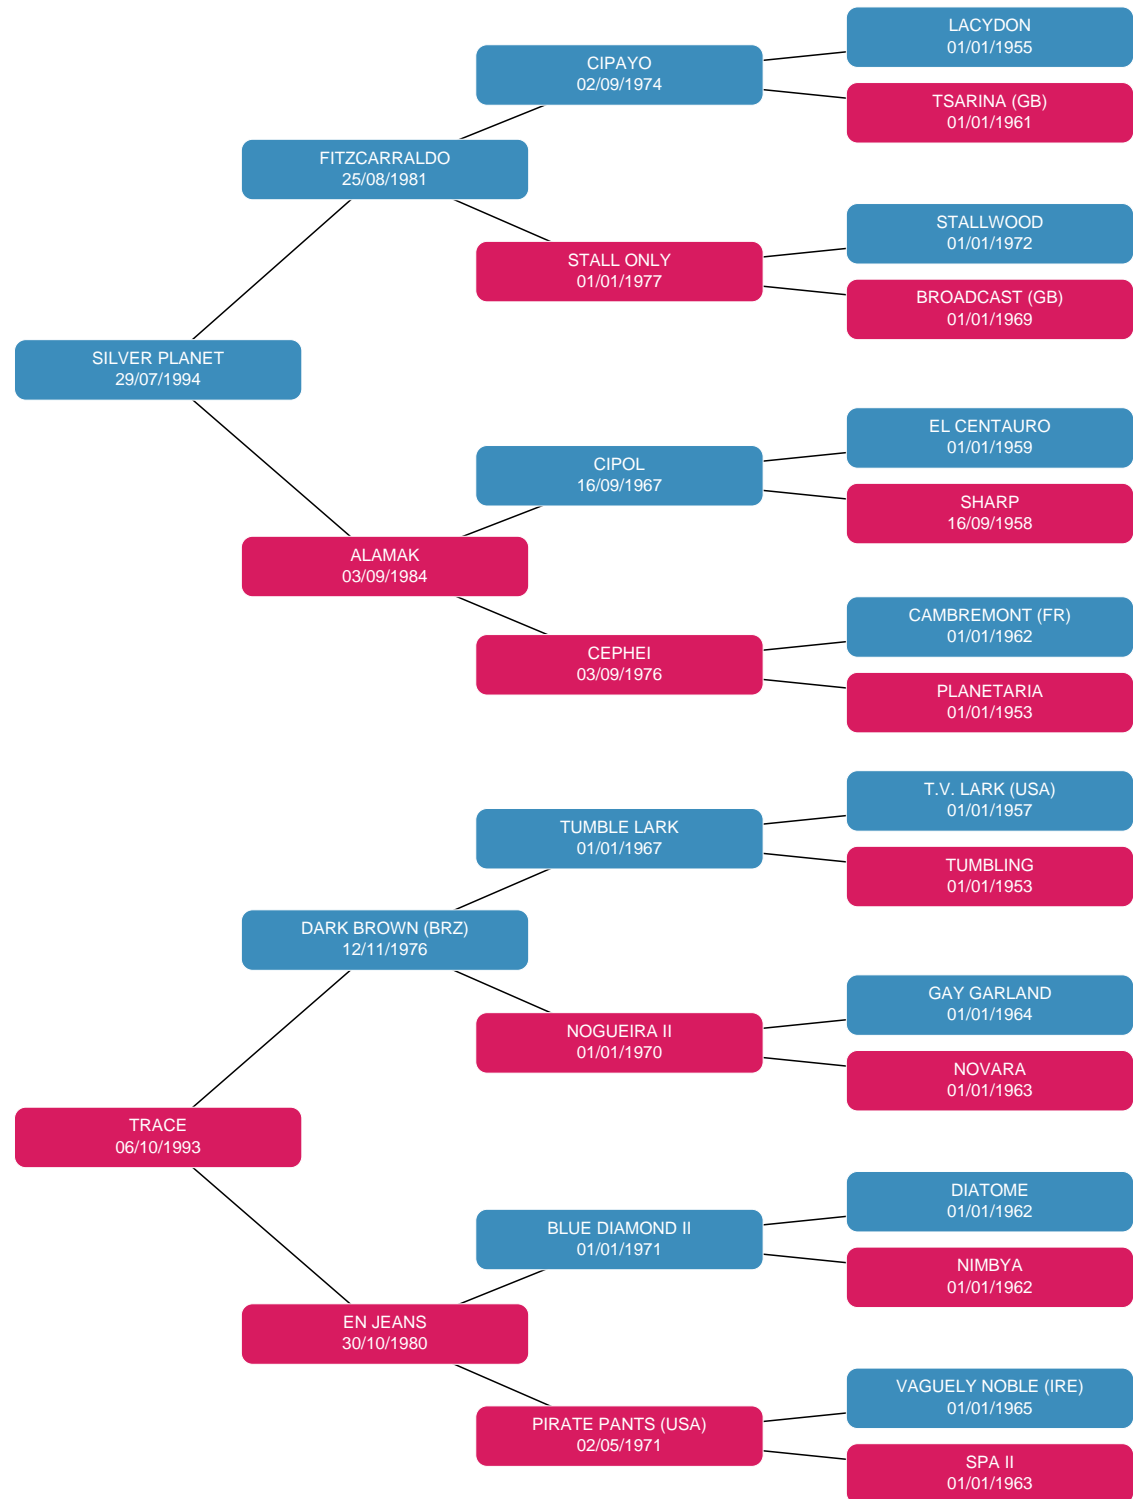 LACYDON
01/01/1955
CIPAYO
02/09/1974
TSARINA (GB)
01/01/1961
FITZCARRALDO
25/08/1981
STALLWOOD
01/01/1972
STALL ONLY
01/01/1977
BROADCAST (GB)
01/01/1969
SILVER PLANET
29/07/1994
EL CENTAURO
01/01/1959
CIPOL
16/09/1967
SHARP
16/09/1958
ALAMAK
03/09/1984
CAMBREMONT (FR)
01/01/1962
CEPHEI
03/09/1976
PLANETARIA
01/01/1953
T.V. LARK (USA)
01/01/1957
TUMBLE LARK
01/01/1967
TUMBLING
01/01/1953
DARK BROWN (BRZ)
12/11/1976
GAY GARLAND
01/01/1964
NOGUEIRA II
01/01/1970
NOVARA
01/01/1963
TRACE
06/10/1993
DIATOME
01/01/1962
BLUE DIAMOND II
01/01/1971
NIMBYA
01/01/1962
EN JEANS
30/10/1980
VAGUELY NOBLE (IRE)
01/01/1965
PIRATE PANTS (USA)
02/05/1971
SPA II
01/01/1963